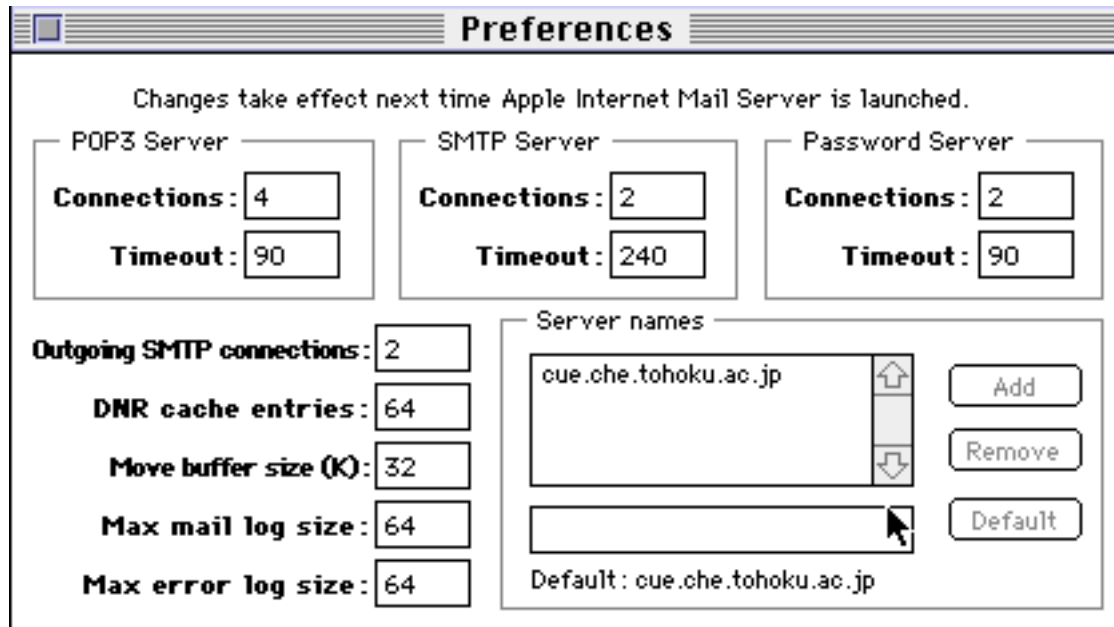 Preferences
Changes take effect next time Apple Internet Mail Server is launched.
POP3 Server
Connections: 4
Timeout: 90
SMTP Server
Connections: 2
Timeout: 240
Password Server
Connections: 2
Timeout: 90
Outgoing SMTP connections: 2
DNR cache entries: 64
Move buffer size (K): 32
Max mail log size: 64
Max error log size: 64
Server names
cue.che.tohoku.ac.jp
Add
Remove
Default
Default: cue.che.tohoku.ac.jp